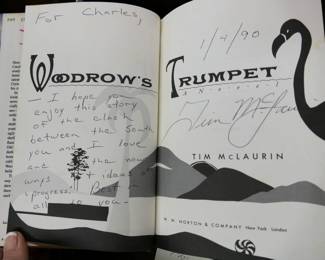 For Charles,
WOODROW'S
— I hope you
enjoy this story
of the clash
between the South
you and I love
and the new
ways & ideas of
"progress." Best
all to you—
1/9/90
TRUMPET
a Novel
Tim McLaurin
TIM McLAURIN
W. W. NORTON & COMPANY New York London